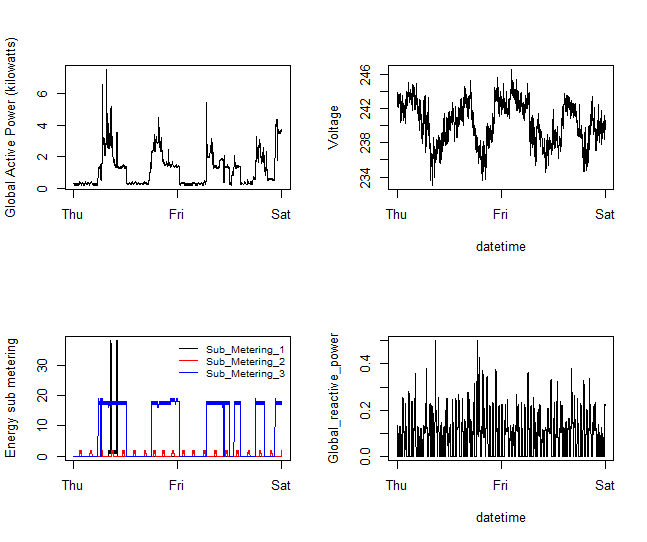 Global Active Power (kilowatts)
0 2 4 6
Thu Fri Sat
Voltage
234 238 242 246
Thu Fri Sat
datetime
Energy sub metering
0 10 20 30
Sub_Metering_1
Sub_Metering_2
Sub_Metering_3
Thu Fri Sat
Global_reactive_power
0.0 0.2 0.4
Thu Fri Sat
datetime